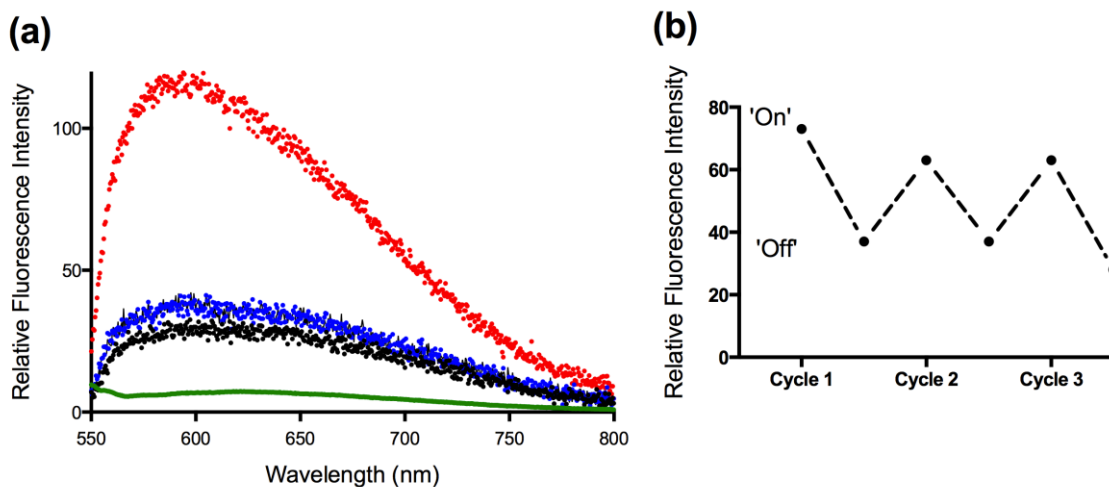 (a)
Relative Fluorescence Intensity
100
50
0
550
600
650
700
750
800
Wavelength (nm)
(b)
Relative Fluorescence Intensity
80
60
40
20
0
'On'
'Off'
Cycle 1
Cycle 2
Cycle 3